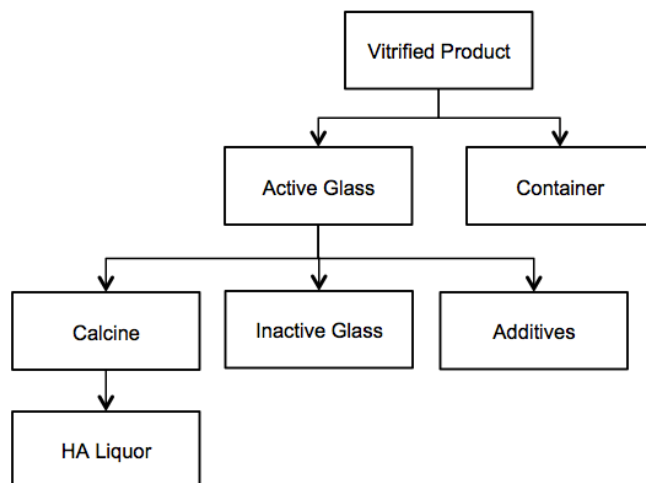 Vitrified Product
Active Glass
Container
Calcine
Inactive Glass
Additives
HA Liquor